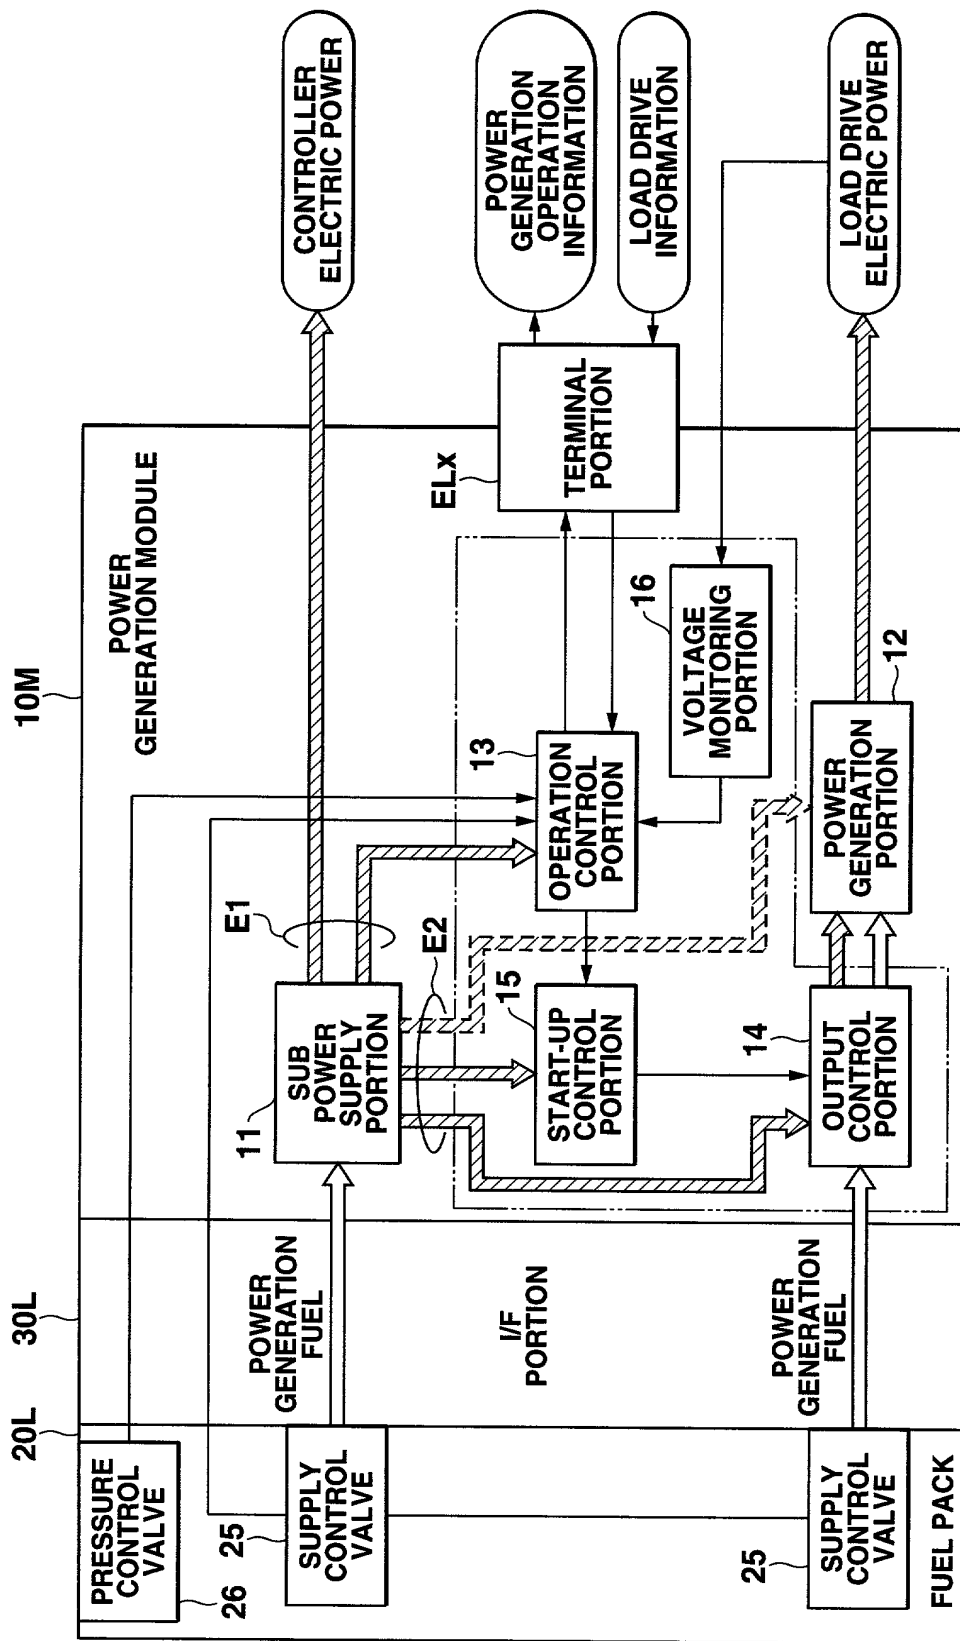 20L
30L
10M
PRESSURE
CONTROL
VALVE
26
POWER
GENERATION MODULE
CONTROLLER
ELECTRIC POWER
25
SUPPLY
CONTROL
VALVE
POWER
GENERATION
FUEL
11
SUB
POWER
SUPPLY
PORTION
E1
E2
ELx
TERMINAL
PORTION
POWER
GENERATION
OPERATION
INFORMATION
LOAD DRIVE
INFORMATION
I/F
PORTION
15
START-UP
CONTROL
PORTION
13
OPERATION
CONTROL
PORTION
16
VOLTAGE
MONITORING
PORTION
25
SUPPLY
CONTROL
VALVE
POWER
GENERATION
FUEL
14
OUTPUT
CONTROL
PORTION
12
POWER
GENERATION
PORTION
LOAD DRIVE
ELECTRIC POWER
FUEL PACK